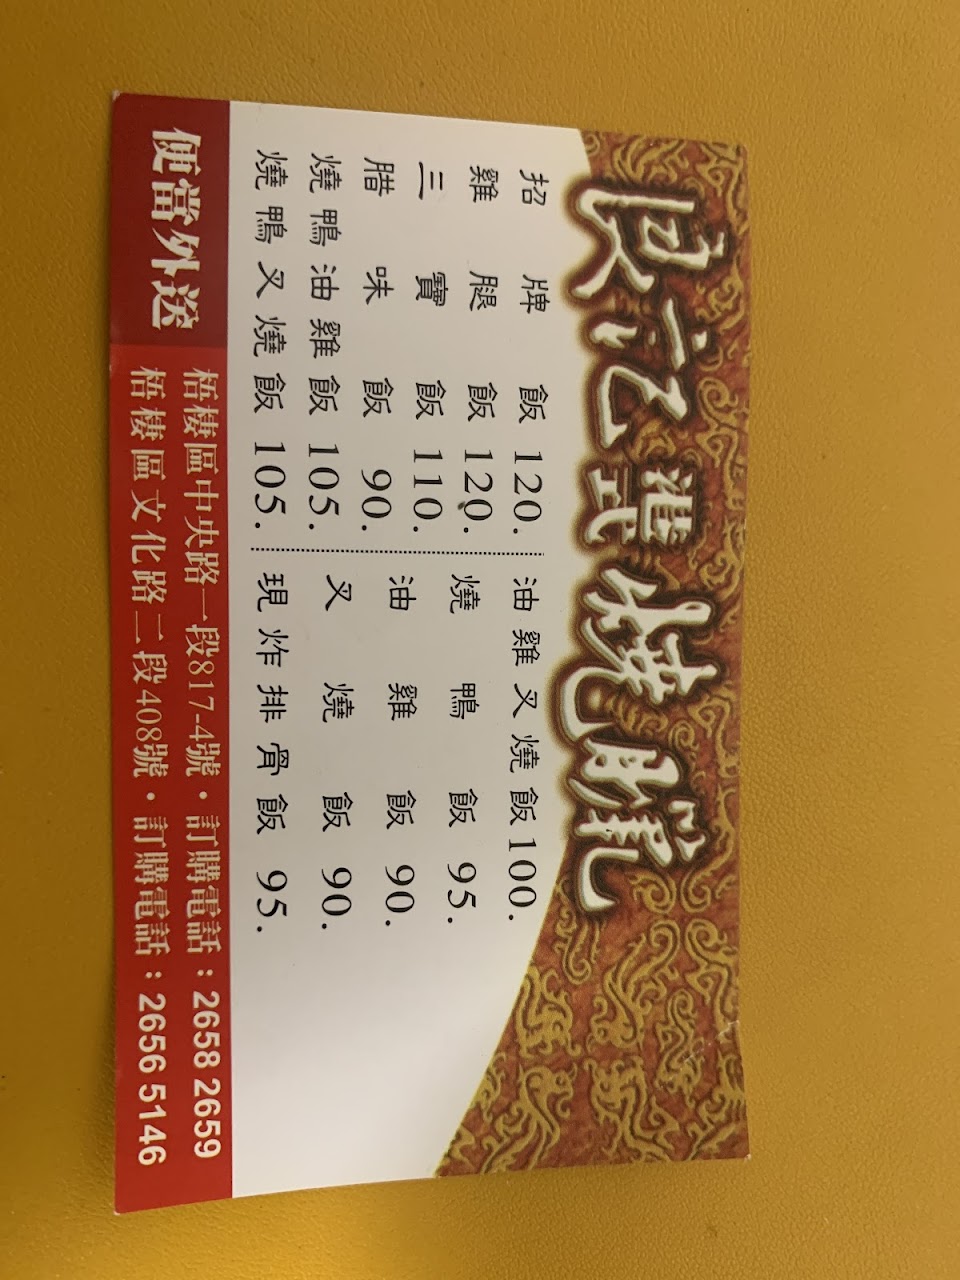 陳記港式燒臘
招牌飯 120.
雞腿飯 120.
三寶飯 110.
腊味飯 90.
燒鴨油雞飯 105.
燒鴨叉燒飯 105.
油雞叉燒飯 100.
燒鴨飯 95.
油雞飯 90.
叉燒飯 90.
現炸排骨飯 95.
便當外送
梧棲區中央路一段817-4號・訂購電話：2658 2659
梧棲區文化路二段408號・訂購電話：2656 5146